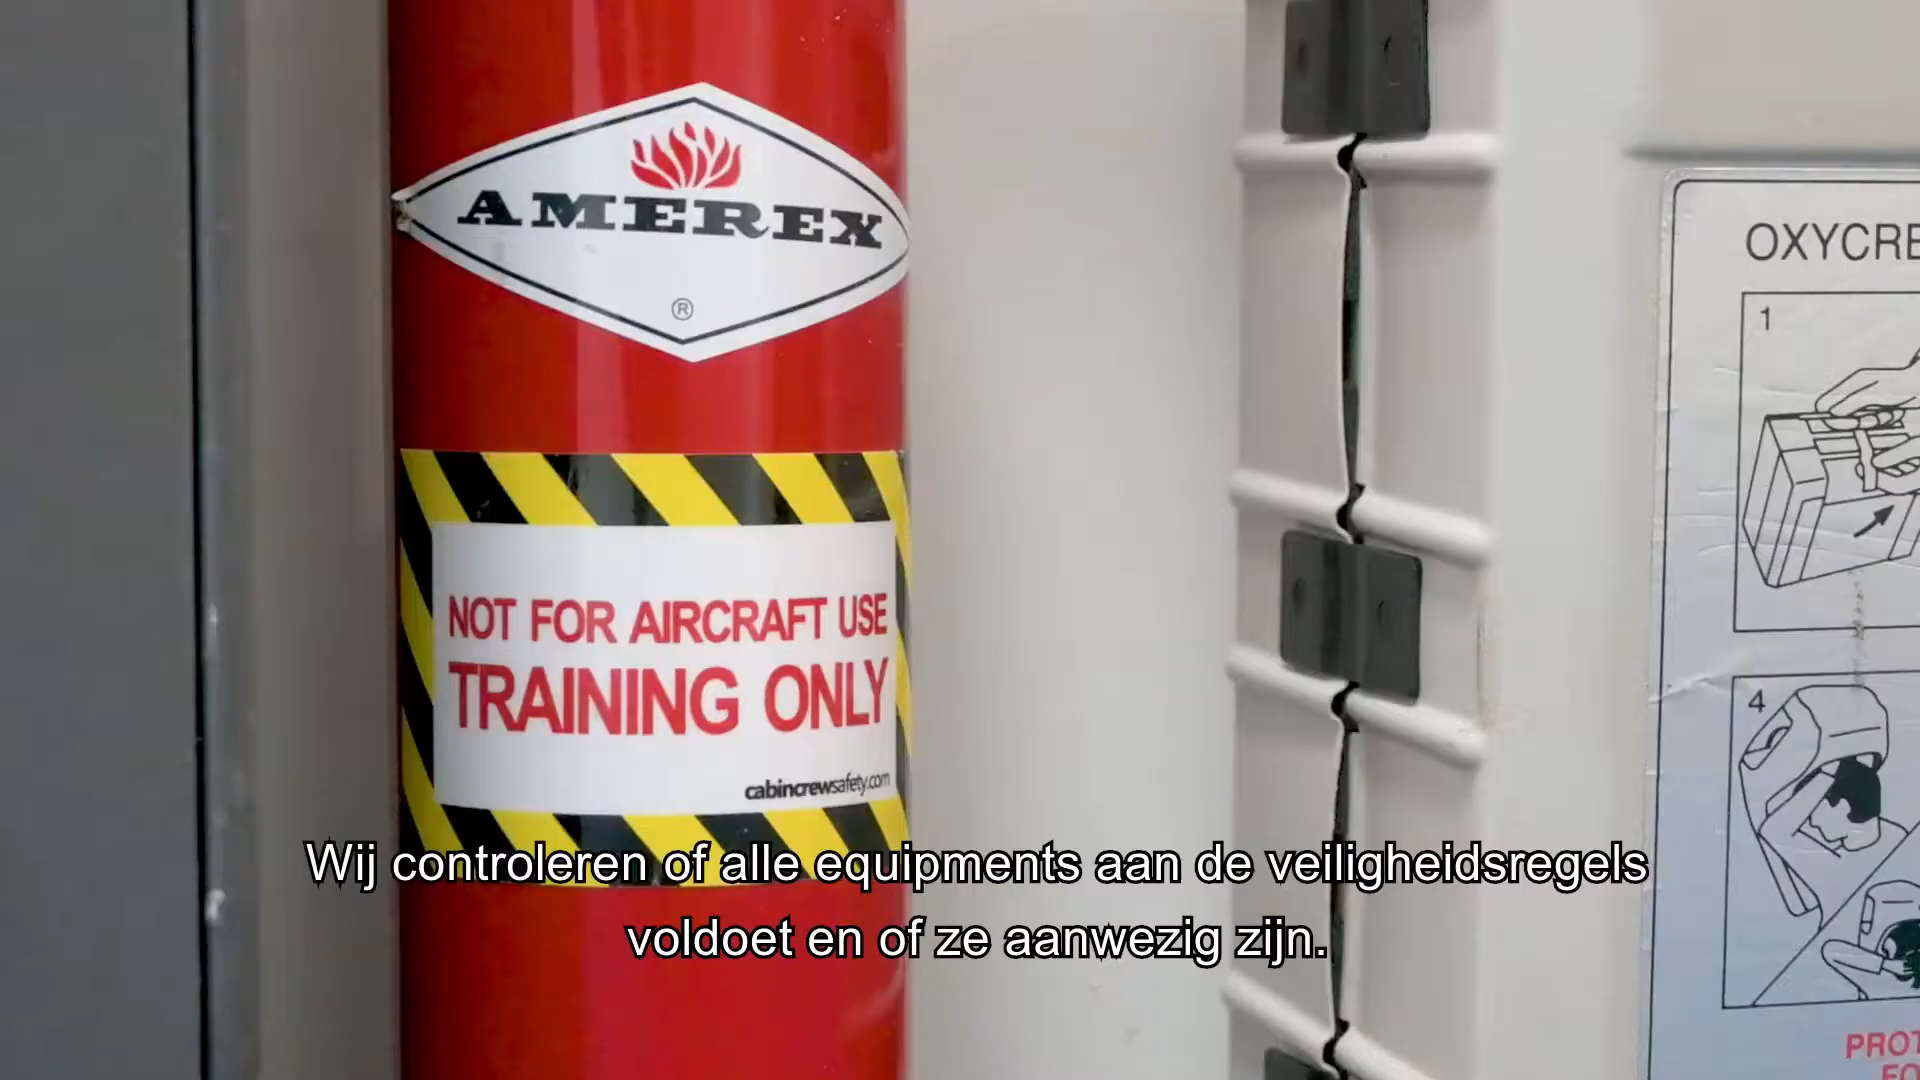 AMEREX
®
NOT FOR AIRCRAFT USE
TRAINING ONLY
cabincrewsafety.com
OXYCRE
1
4
PROT
FO
Wij controleren of alle equipments aan de veiligheidsregels
voldoet en of ze aanwezig zijn.